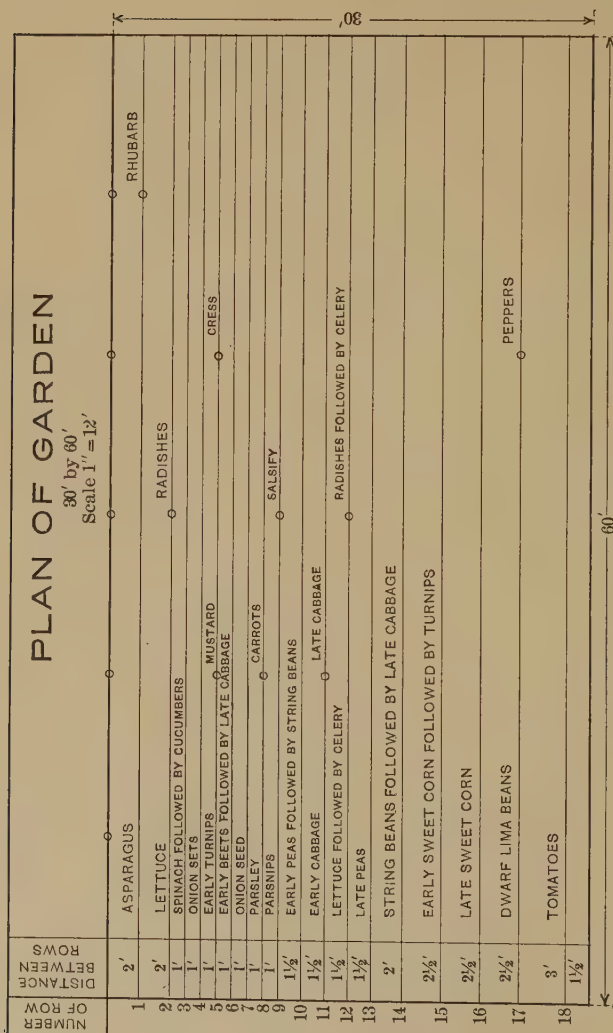 PLAN OF GARDEN
30' by 60'
Scale 1"=12'
NUMBER OF ROW
DISTANCE BETWEEN ROWS
1 2' ASPARAGUS RHUBARB
2 2' LETTUCE RADISHES
3 1' SPINACH FOLLOWED BY CUCUMBERS
4 1' ONION SETS
5 1' EARLY TURNIPS MUSTARD CRESS
6 1' EARLY BEETS FOLLOWED BY LATE CABBAGE
7 1' ONION SEED
8 1' PARSLEY CARROTS
9 1' PARSNIPS SALSIFY
10 1½' EARLY PEAS FOLLOWED BY STRING BEANS
11 1½' EARLY CABBAGE LATE CABBAGE
12 1½' LETTUCE FOLLOWED BY CELERY RADISHES FOLLOWED BY CELERY
13 1½' LATE PEAS
14 2' STRING BEANS FOLLOWED BY LATE CABBAGE
15 2½' EARLY SWEET CORN FOLLOWED BY TURNIPS
16 2½' LATE SWEET CORN
17 2½' DWARF LIMA BEANS PEPPERS
18 3' TOMATOES
1½'
30'
60'